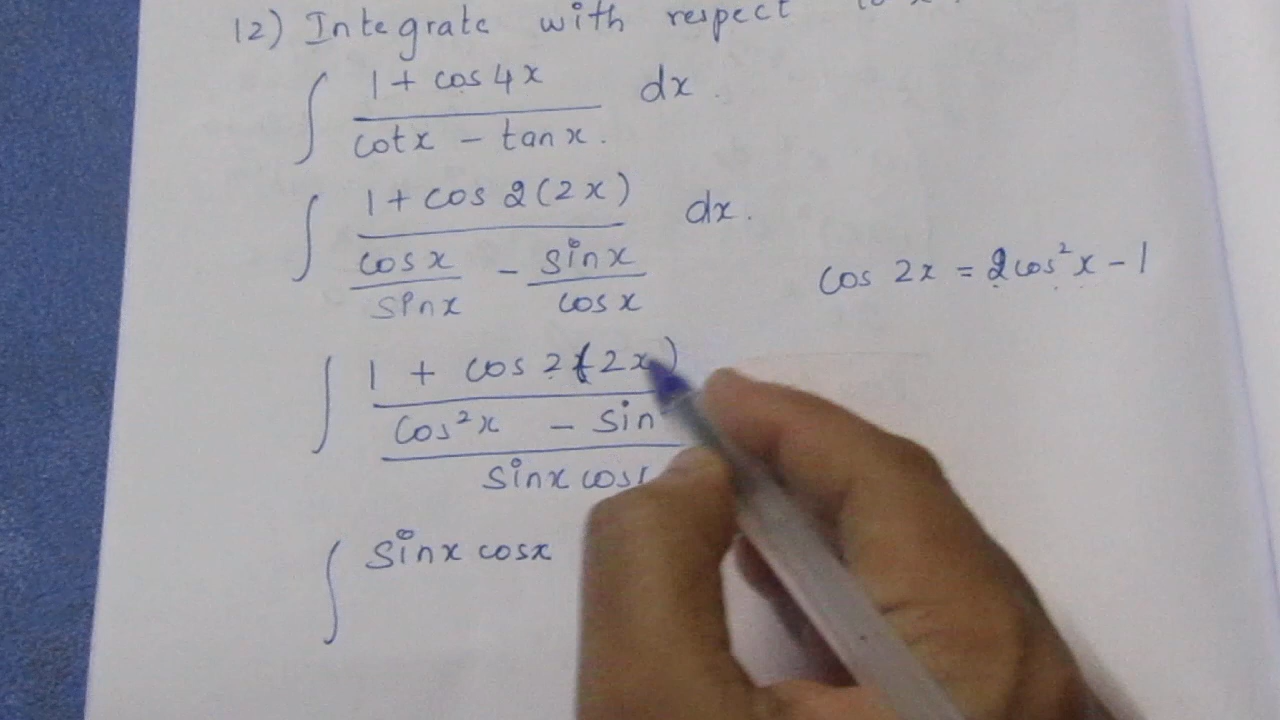 12) Integrate with respect
∫ 1 + cos 4x / cot x - tan x. dx.
∫ 1 + cos 2(2x) / cos x / sin x - sin x / cos x dx.
cos 2x = 2cos²x - 1
∫ 1 + cos 2(2x)
cos²x - sin
sinx cos
∫ sinx cosx